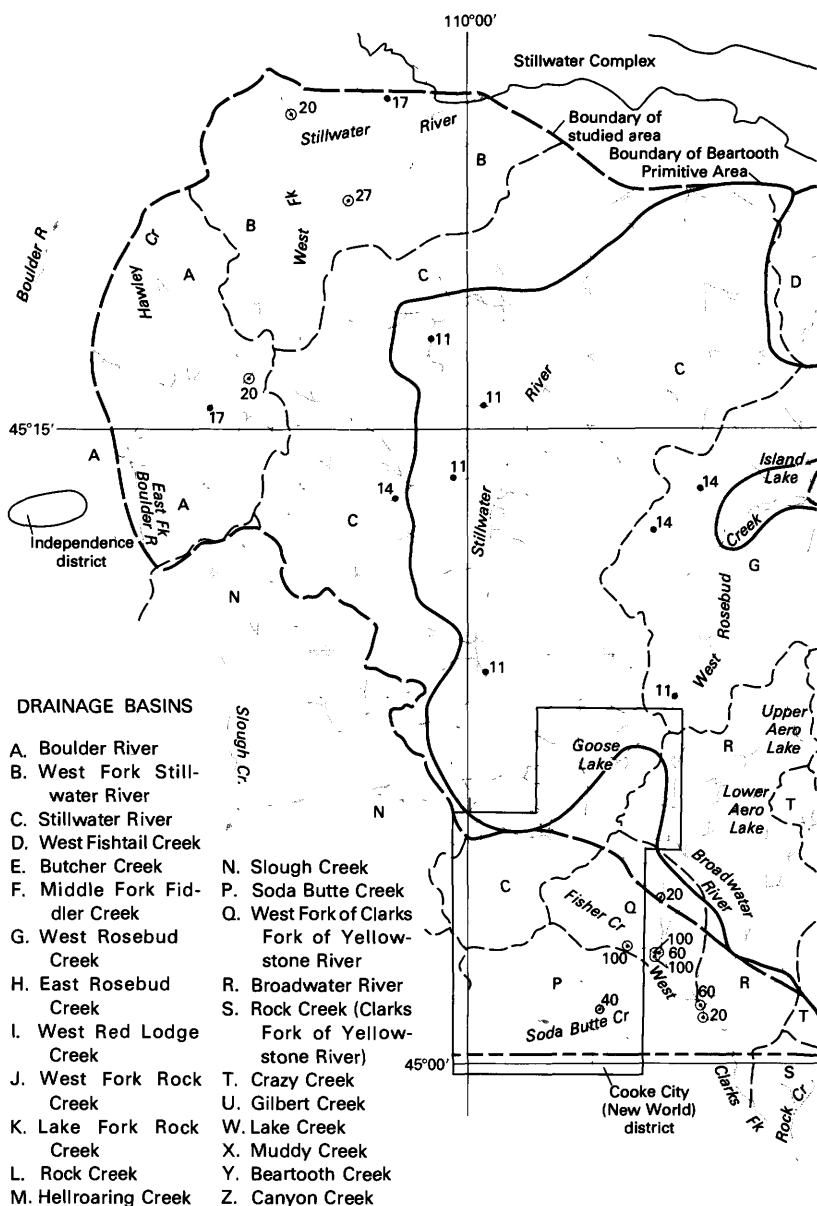 110°00'
Stillwater Complex
20
17
Stillwater River
Boundary of
studied area
B
Boundary of Beartooth
Primitive Area
27
B
West Fk
Boulder R
Hawley Cr
A
C
D
11
River
C
20
11
17
45°15'
A
11
14
14
Island
Lake
East Fk
Boulder R
A
C
Stillwater
14
Creek
Independence
district
G
N
West Rosebud
11
11
DRAINAGE BASINS
Slough Cr.
Goose
Lake
R
Upper
Aero
Lake
Lower
Aero
Lake
T
N
A. Boulder River
B. West Fork Still-
water River
C. Stillwater River
D. West Fishtail Creek
E. Butcher Creek
F. Middle Fork Fid-
dler Creek
G. West Rosebud
Creek
H. East Rosebud
Creek
I. West Red Lodge
Creek
J. West Fork Rock
Creek
K. Lake Fork Rock
Creek
L. Rock Creek
M. Hellroaring Creek
N. Slough Creek
P. Soda Butte Creek
Q. West Fork of Clarks
Fork of Yellow-
stone River
R. Broadwater River
S. Rock Creek (Clarks
Fork of Yellow-
stone River)
T. Crazy Creek
U. Gilbert Creek
W. Lake Creek
X. Muddy Creek
Y. Beartooth Creek
Z. Canyon Creek
C
Broadwater
River
Fisher Cr
Q
20
100
100
60
100
West
P
R
40
60
T
Soda Butte Cr
20
45°00'
S
Cooke City
(New World)
district
Clarks Fk
Rock Cr